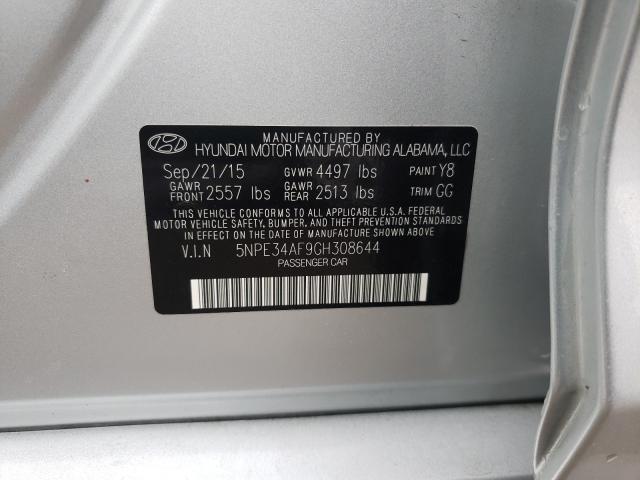 MANUFACTURED BY
HYUNDAI MOTOR MANUFACTURING ALABAMA, LLC
Sep/21/15 GVWR 4497 lbs PAINT Y8
GAWR FRONT 2557 lbs GAWR REAR 2513 lbs TRIM GG
THIS VEHICLE CONFORMS TO ALL APPLICABLE U.S.A. FEDERAL
MOTOR VEHICLE SAFETY, BUMPER, AND THEFT PREVENTION STANDARDS
IN EFFECT ON THE DATE OF MANUFACTURE SHOWN ABOVE.
V.I.N 5NPE34AF9GH308644
PASSENGER CAR